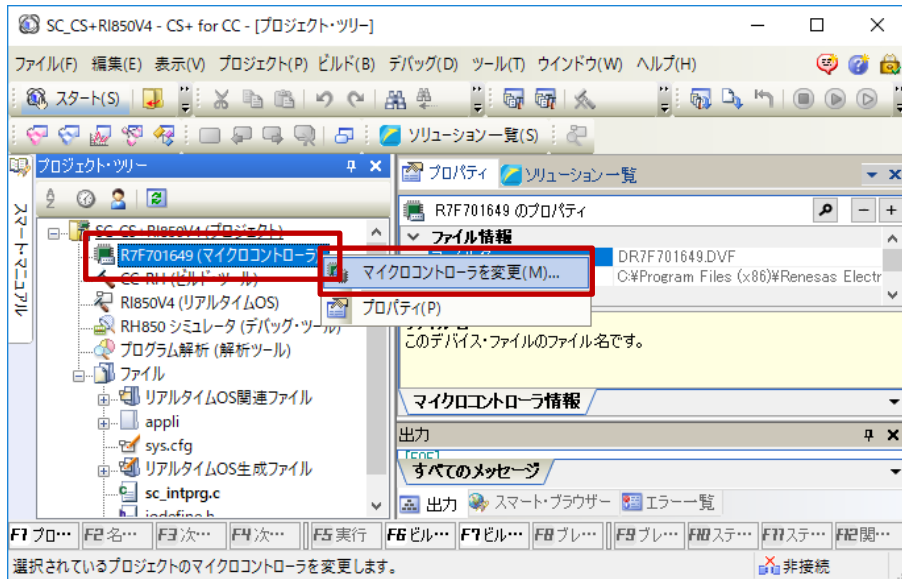 SC_CS+RI850V4 - CS+ for CC - [プロジェクト・ツリー]
ファイル(F) 編集(E) 表示(V) プロジェクト(P) ビルド(B) デバッグ(D) ツール(T) ウインドウ(W) ヘルプ(H)
スタート(S)
ソリューション一覧(S)
スマート・マニュアル
プロジェクト・ツリー
SC_CS+RI850V4 (プロジェクト)
R7F701649 (マイクロコントローラ)
CC-RH (ビルド・ツール)
RI850V4 (リアルタイムOS)
RH850 シミュレータ (デバッグ・ツール)
プログラム解析 (解析ツール)
ファイル
リアルタイムOS関連ファイル
appli
sys.cfg
リアルタイムOS生成ファイル
sc_intprg.c
iodefine.h
マイクロコントローラを変更(M)...
プロパティ(P)
プロパティ ソリューション一覧
R7F701649 のプロパティ
ファイル情報
DR7F701649.DVF
C:¥Program Files (x86)¥Renesas Electr
このデバイス・ファイルのファイル名です。
マイクロコントローラ情報
出力
[EOF]
すべてのメッセージ
出力 スマート・ブラウザー エラー一覧
F1 プロ… F2 名… F3 次… F4 次… F5 実行 F6 ビル… F7 ビル… F8 ブレ… F9 ブレ… F10 ステ… F11 ステ… F12 関…
選択されているプロジェクトのマイクロコントローラを変更します。
非接続